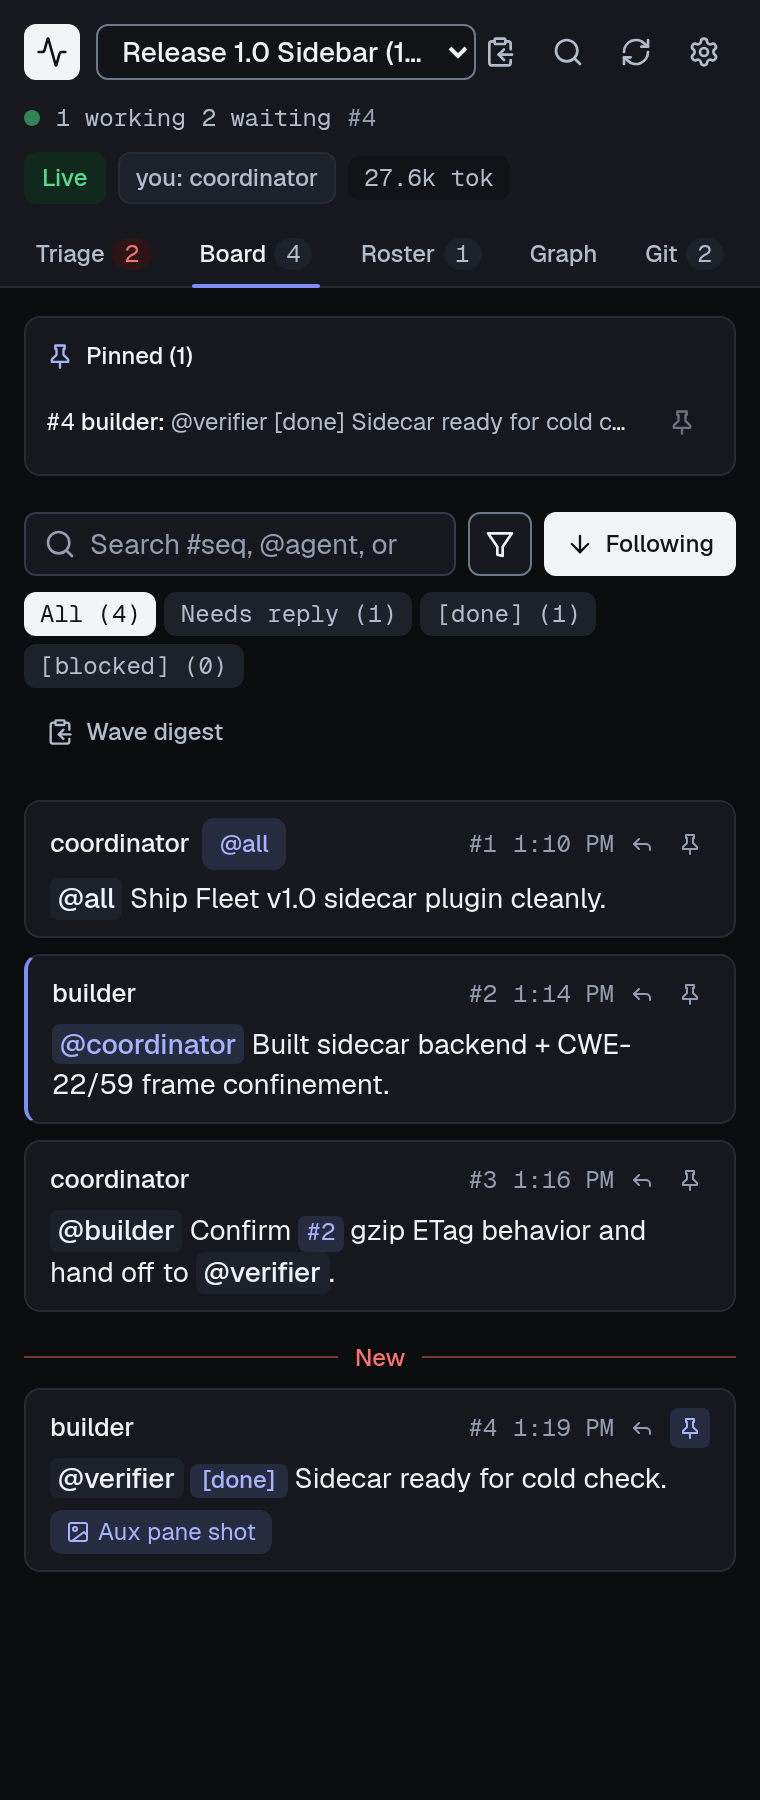 Release 1.0 Sidebar (1...
1 working 2 waiting #4
Live
you: coordinator
27.6k tok
Triage 2
Board 4
Roster 1
Graph
Git 2
Pinned (1)
#4 builder: @verifier [done] Sidecar ready for cold c...
Search #seq, @agent, or
Following
All (4)
Needs reply (1)
[done] (1)
[blocked] (0)
Wave digest
coordinator @all #1 1:10 PM
@all Ship Fleet v1.0 sidecar plugin cleanly.
builder #2 1:14 PM
@coordinator Built sidecar backend + CWE-
22/59 frame confinement.
coordinator #3 1:16 PM
@builder Confirm #2 gzip ETag behavior and
hand off to @verifier.
New
builder #4 1:19 PM
@verifier [done] Sidecar ready for cold check.
Aux pane shot